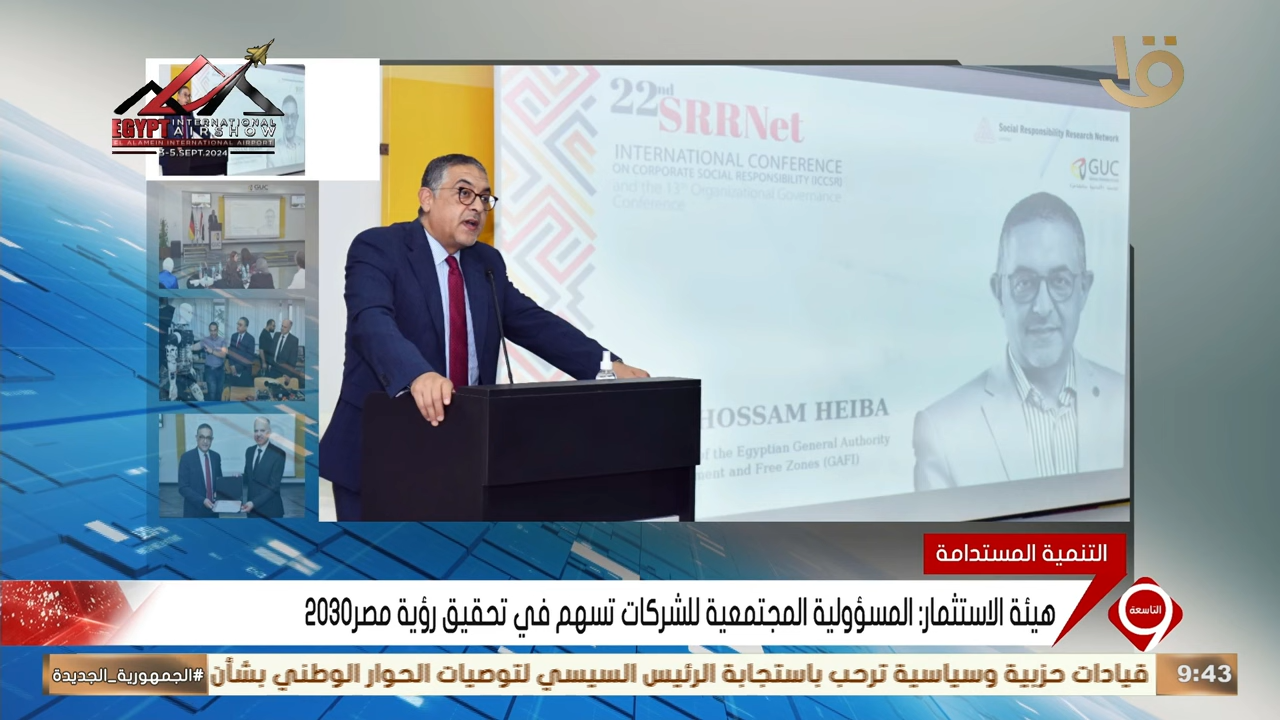 EGYPT INTERNATIONAL
AIRSHOW
EL ALAMEIN INTERNATIONAL AIRPORT
3-5.SEPT.2024
22nd
SRRNet
INTERNATIONAL CONFERENCE
ON CORPORATE SOCIAL RESPONSIBILITY (ICCSR)
and the 13th Organizational Governance
Conference
Social Responsibility Research Network
GUC
GUC
HOSSAM HEIBA
of the Egyptian General Authority
ment and Free Zones (GAFI)
التنمية المستدامة
هيئة الاستثمار: المسؤولية المجتمعية للشركات تسهم في تحقيق رؤية مصر2030
التاسعة
9
9:43
قيادات حزبية وسياسية ترحب باستجابة الرئيس السيسي لتوصيات الحوار الوطني بشأن
#الجمهورية_الجديدة